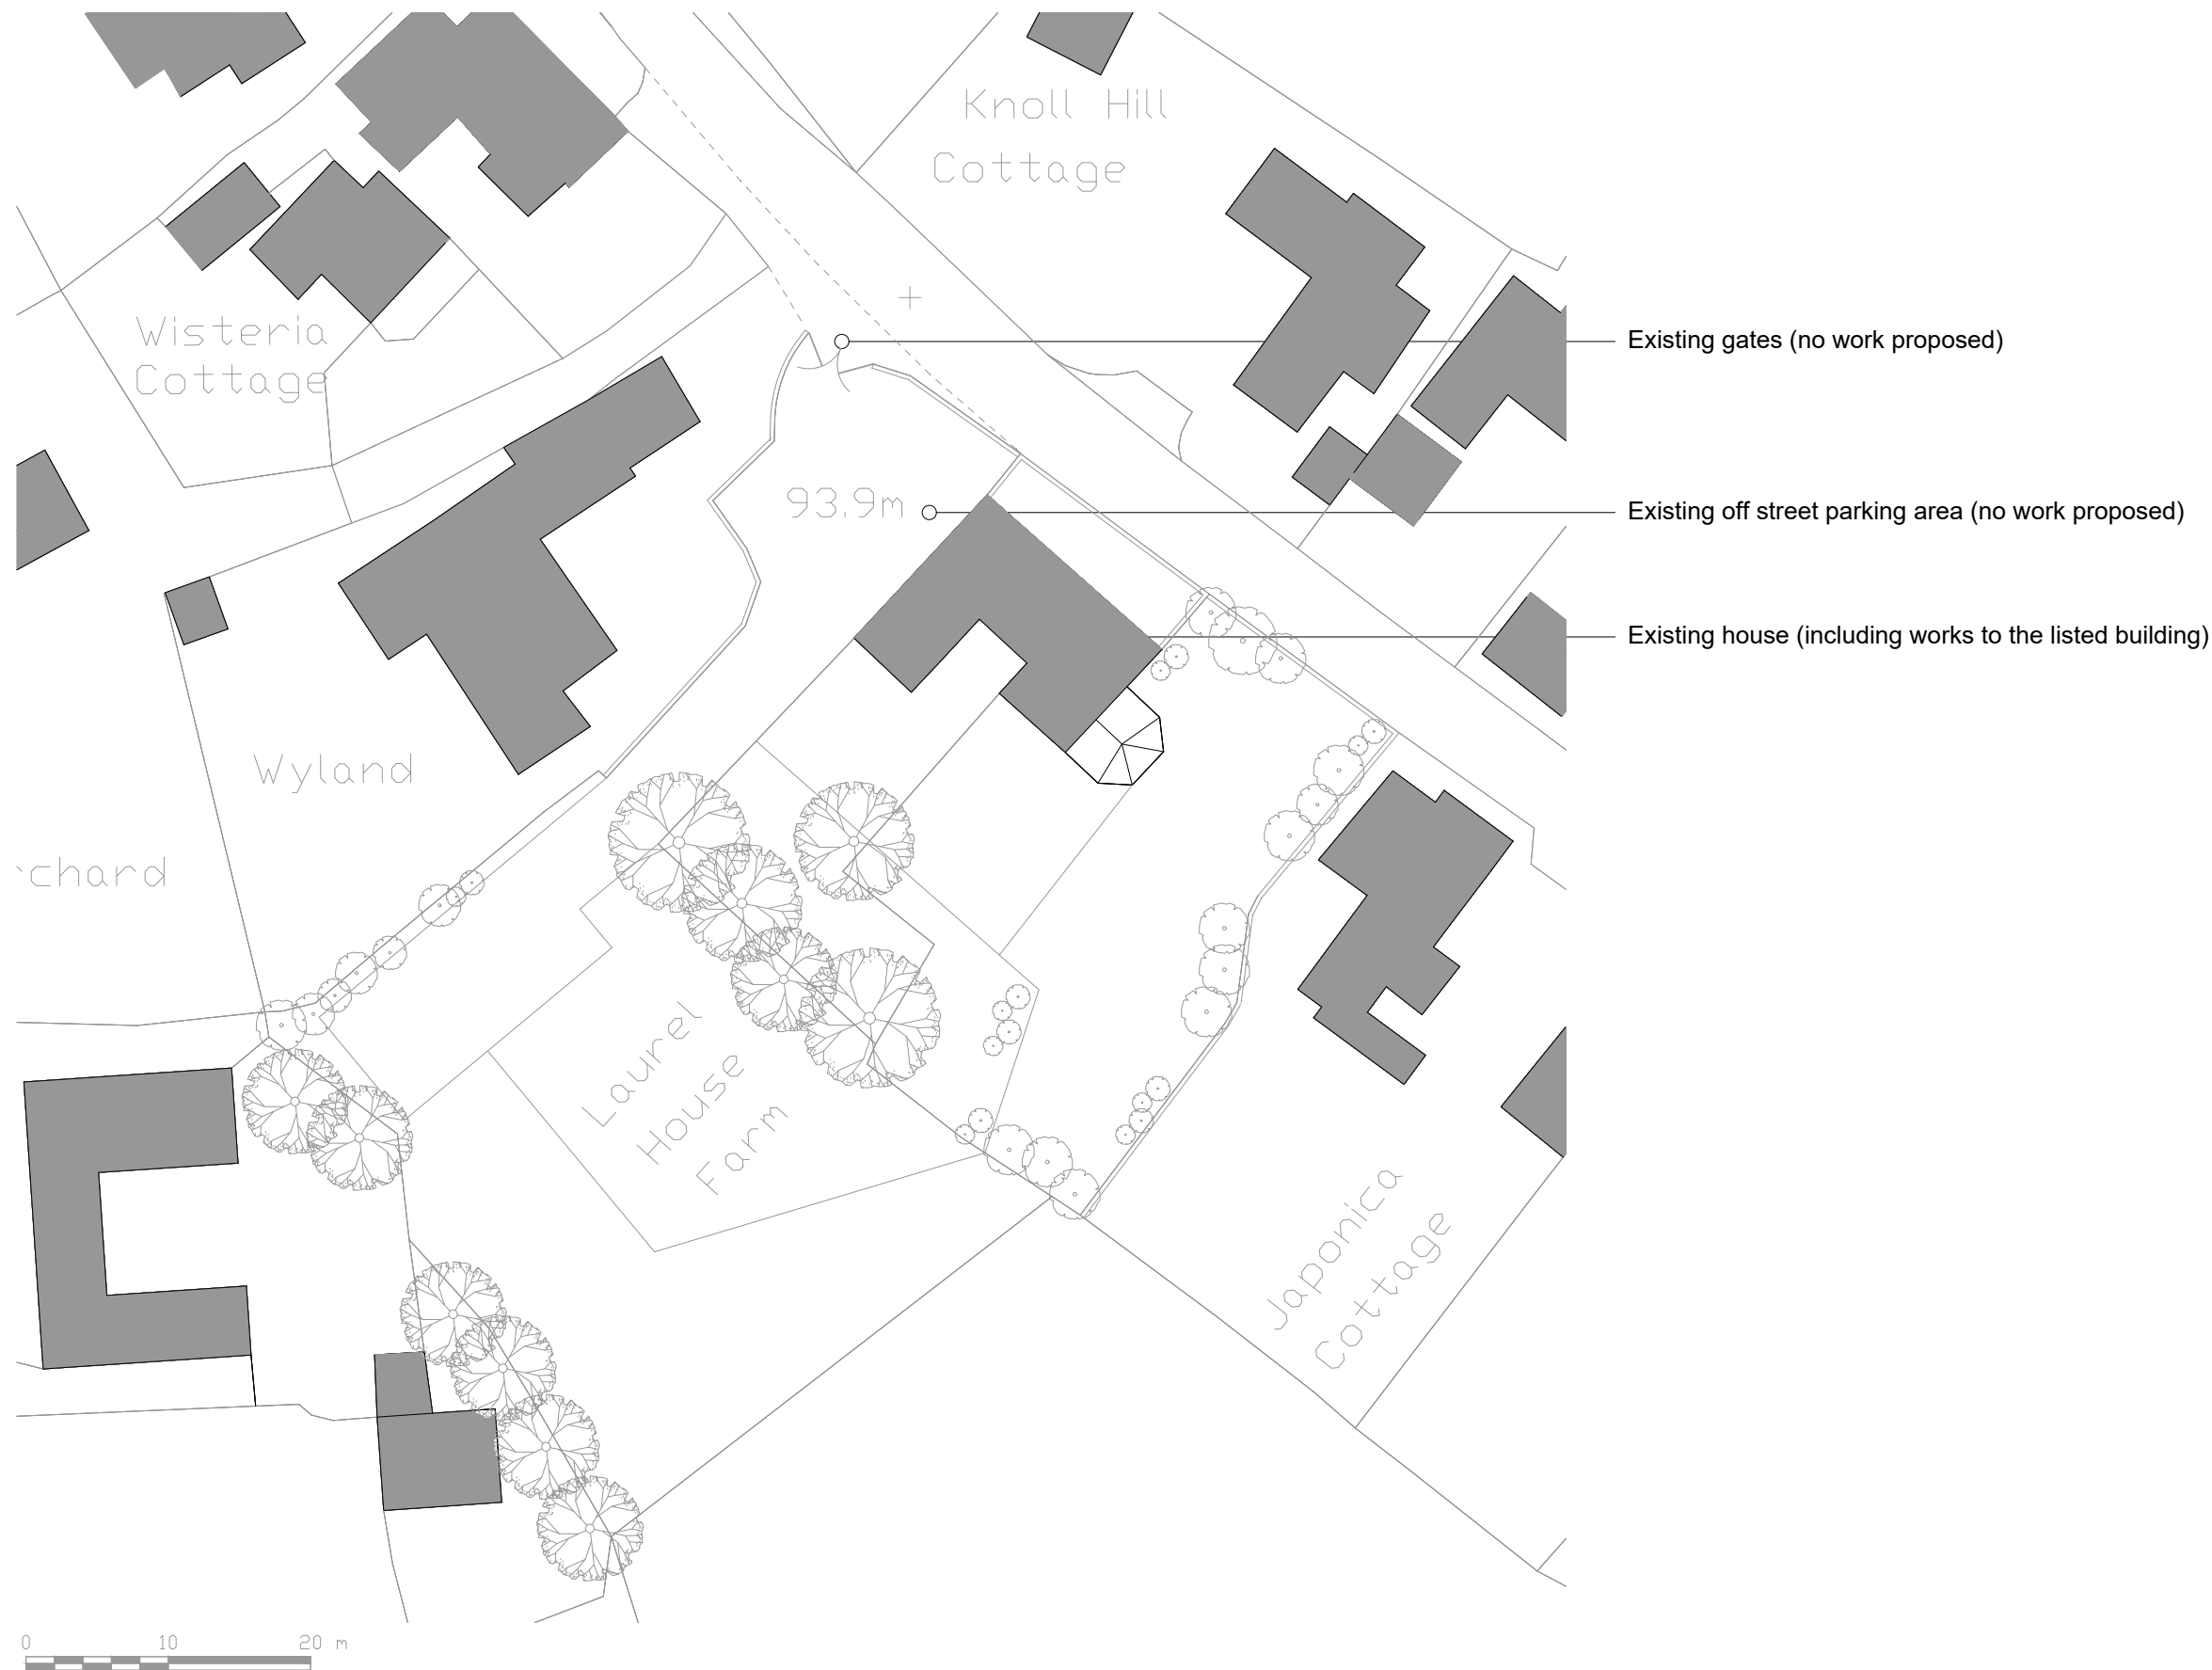 Knoll Hill
Cottage
Wisteria
Cottage
Existing gates (no work proposed)
93.9m
Existing off street parking area (no work proposed)
Existing house (including works to the listed building)
Wyland
chard
Laurel
House
Farm
Japonica
Cottage
0 10 20 m